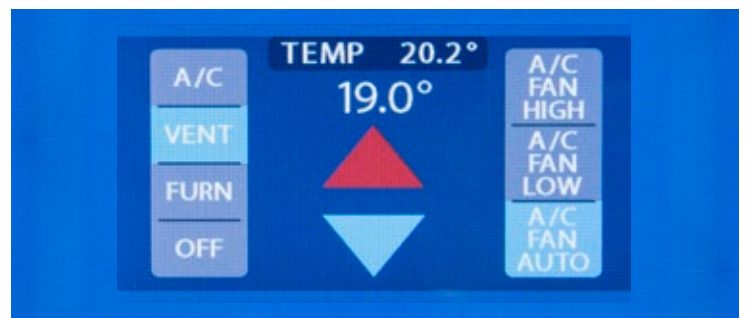 A/C
VENT
FURN
OFF
TEMP 20.2°
19.0°
A/C
FAN
HIGH
A/C
FAN
LOW
A/C
FAN
AUTO